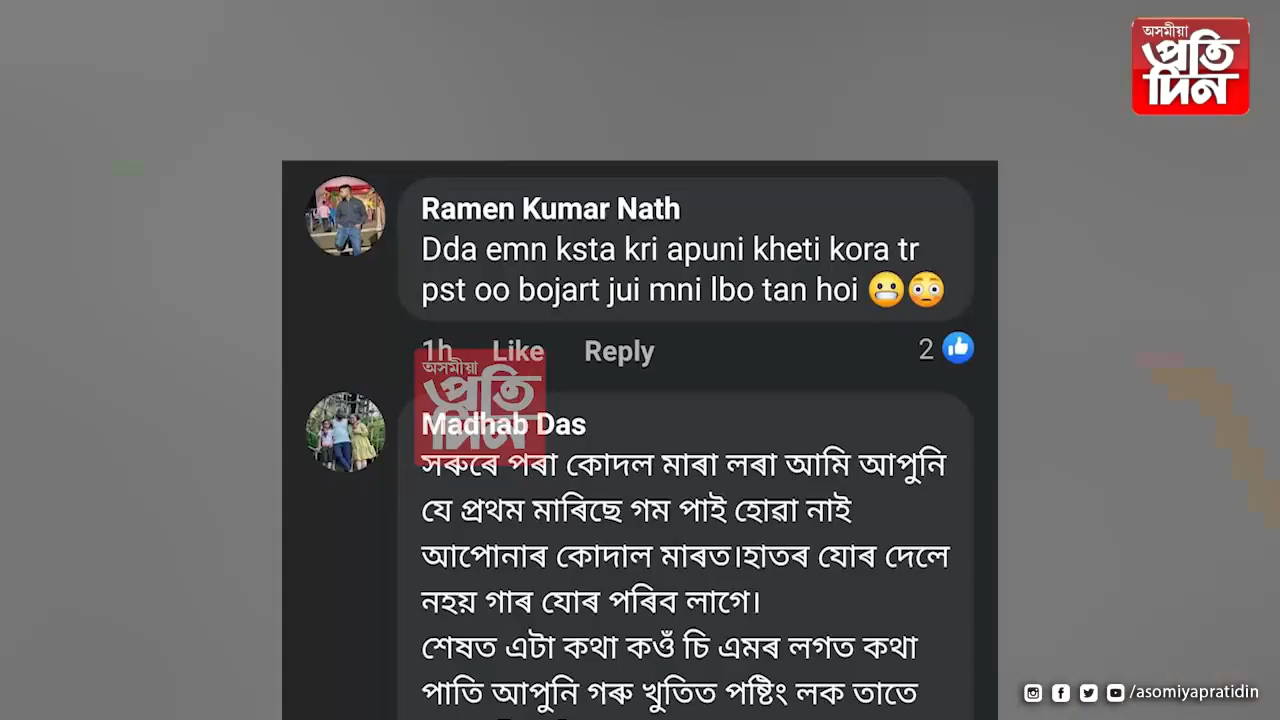 অসমীয়া
প্ৰতি
দিন
Ramen Kumar Nath
Dda emn ksta kri apuni kheti kora tr
pst oo bojart jui mni lbo tan hoi 😬😳
1h Like Reply 2
অসমীয়া
প্ৰতি
দিন
Madhab Das
সৰুৰে পৰা কোদল মাৰা লৰা আমি আপুনি
যে প্ৰথম মাৰিছে গম পাই হোৱা নাই
আপোনাৰ কোদাল মাৰত।হাতৰ যোৰ দেলে
নহয় গাৰ যোৰ পৰিব লাগে।
শেষত এটা কথা কওঁ চি এমৰ লগত কথা
পাতি আপুনি গৰু খুতিত পষ্টিং লক তাতে
/asomiyapratidin